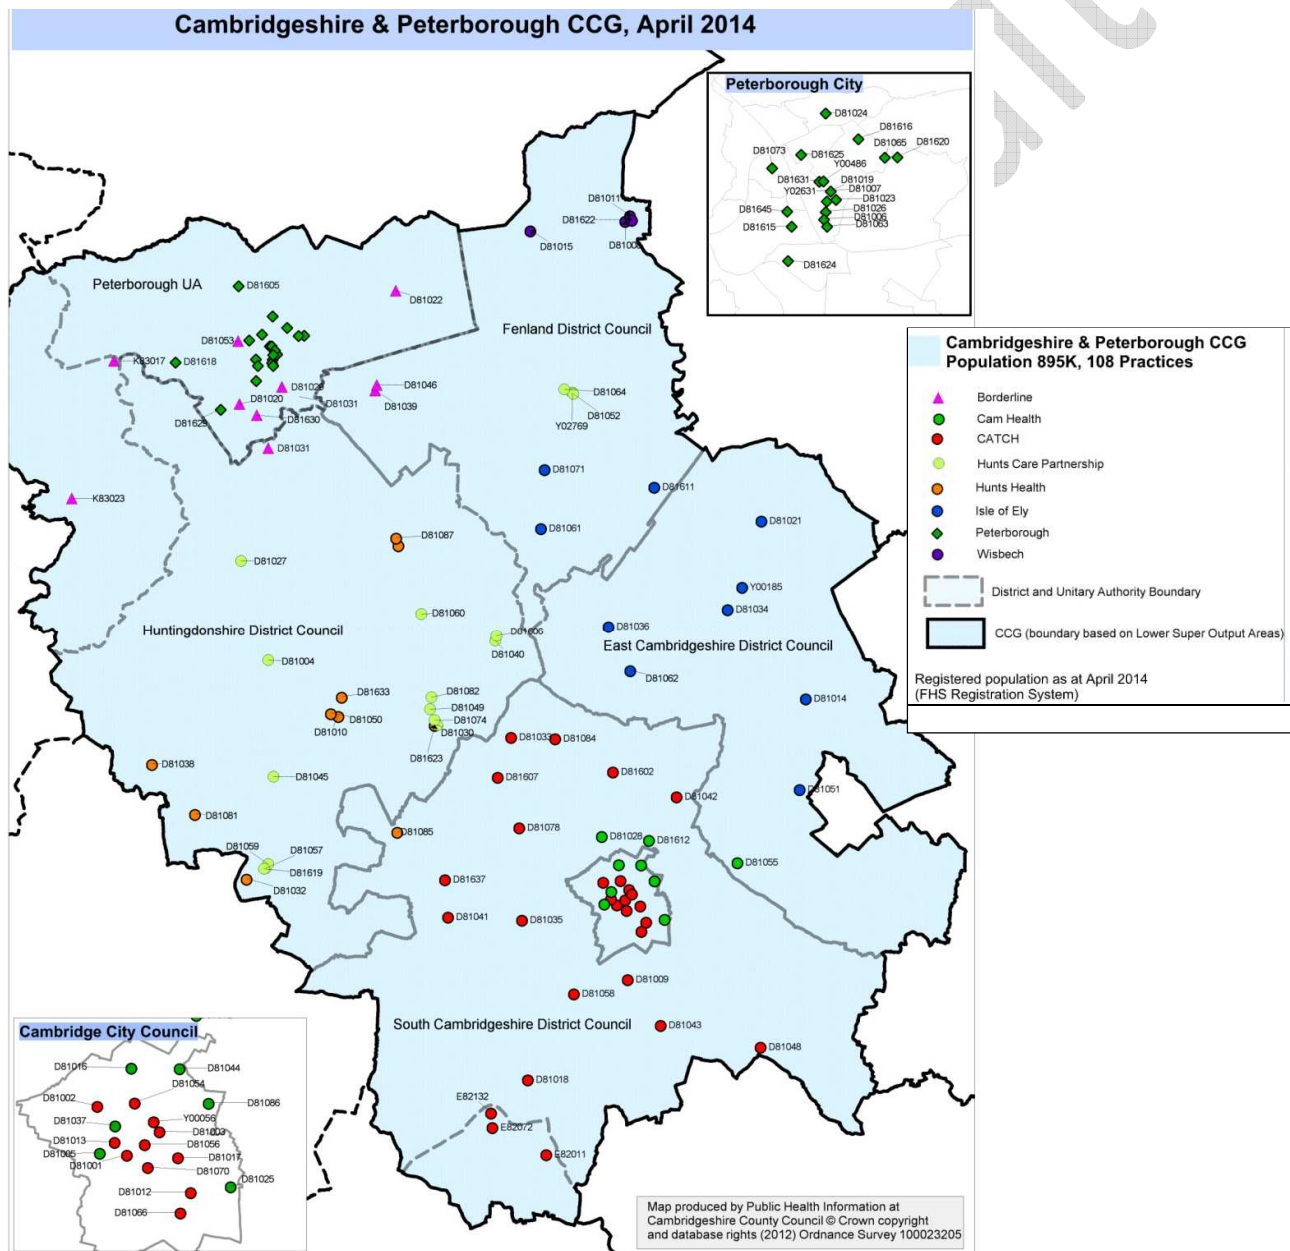 Cambridgeshire & Peterborough CCG, April 2014
Peterborough City
D81024
D81616
D81065
D81620
D81073
D81625
Y00486
D81631
D81019
Y02631
D81007
D81023
D81645
D81026
D81006
D81615
D81063
D81624
D81011
D81622
D81015
D81008
Peterborough UA
D81605
D81022
Fenland District Council
D81053
K83017
D81618
D81029
D81046
D81031
D81039
D81064
D81020
D81052
D81629
D81630
Y02769
D81031
K83023
D81071
D81611
D81061
D81021
D81087
D81027
Y00185
D81060
D81034
Huntingdonshire District Council
D81606
D81036
D81040
East Cambridgeshire District Council
D81004
D81062
D81633
D81082
D81014
D81049
D81050
D81074
D81010
D81030
D81623
D81033
D81084
D81038
D81045
D81607
D81602
D81051
D81042
D81081
D81085
D81078
D81028
D81612
D81059
D81057
D81619
D81032
D81055
D81637
D81041
D81035
D81009
D81058
South Cambridgeshire District Council
D81043
D81048
D81018
E82132
E82072
E82011
Cambridgeshire & Peterborough CCG
Population 895K, 108 Practices
Borderline
Cam Health
CATCH
Hunts Care Partnership
Hunts Health
Isle of Ely
Peterborough
Wisbech
District and Unitary Authority Boundary
CCG (boundary based on Lower Super Output Areas)
Registered population as at April 2014
(FHS Registration System)
Cambridge City Council
D81016
D81044
D81054
D81002
D81086
D81037
Y00056
D81003
D81013
D81056
D81005
D81001
D81017
D81070
D81025
D81012
D81066
Map produced by Public Health Information at
Cambridgeshire County Council © Crown copyright
and database rights (2012) Ordnance Survey 100023205